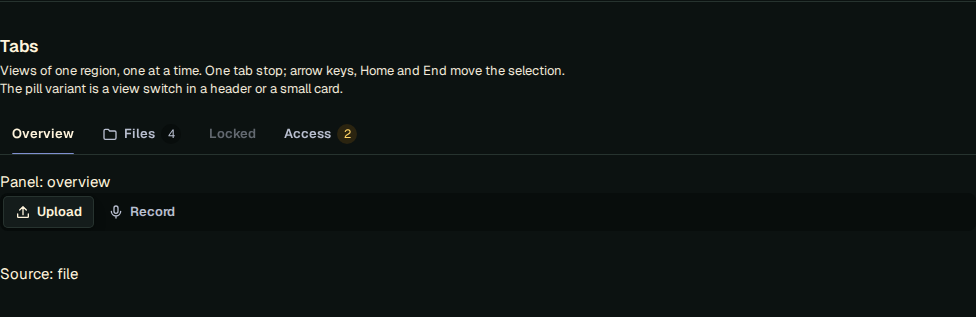 Tabs
Views of one region, one at a time. One tab stop; arrow keys, Home and End move the selection.
The pill variant is a view switch in a header or a small card.
Overview Files 4 Locked Access 2
Panel: overview
Upload Record
Source: file